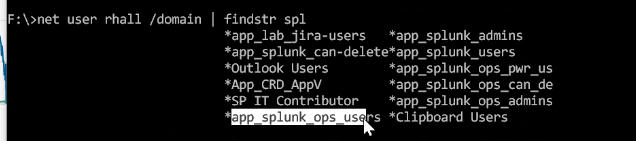 F:\>net user rhall /domain | findstr spl
*app_lab_jira-users *app_splunk_admins
*app_splunk_can-delete*app_splunk_users
*Outlook Users *app_splunk_ops_pwr_us
*App_CRD_AppV *app_splunk_ops_can_de
*SP IT Contributor *app_splunk_ops_admins
*app_splunk_ops_users *Clipboard Users